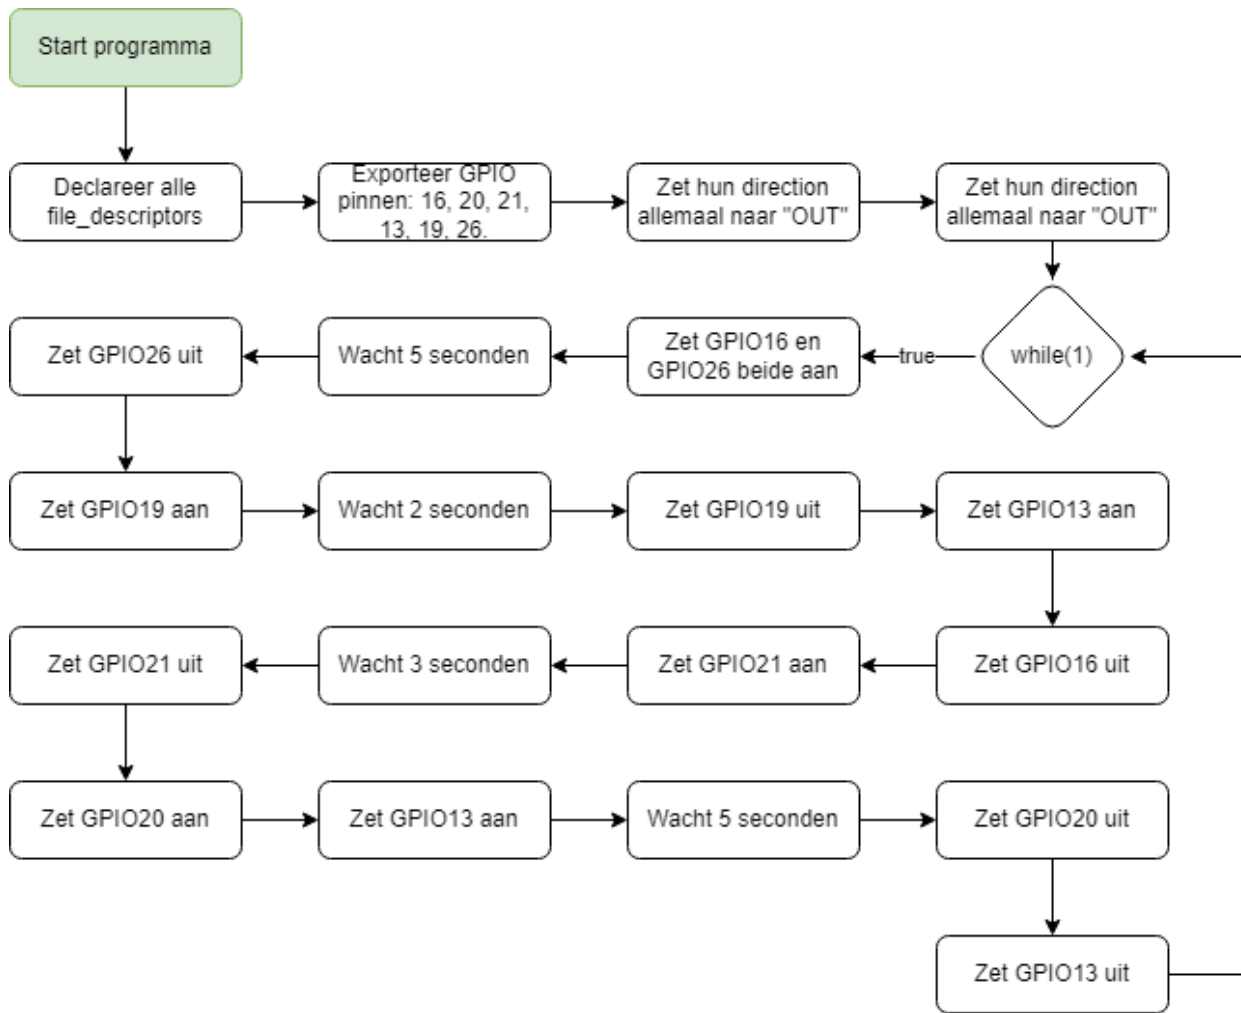 Start programma
Declareer alle
file_descriptors
Exporteer GPIO
pinnen: 16, 20, 21,
13, 19, 26.
Zet hun direction
allemaal naar "OUT"
Zet hun direction
allemaal naar "OUT"
while(1)
true
Zet GPIO16 en
GPIO26 beide aan
Wacht 5 seconden
Zet GPIO26 uit
Zet GPIO19 aan
Wacht 2 seconden
Zet GPIO19 uit
Zet GPIO13 aan
Zet GPIO16 uit
Zet GPIO21 aan
Wacht 3 seconden
Zet GPIO21 uit
Zet GPIO20 aan
Zet GPIO13 aan
Wacht 5 seconden
Zet GPIO20 uit
Zet GPIO13 uit